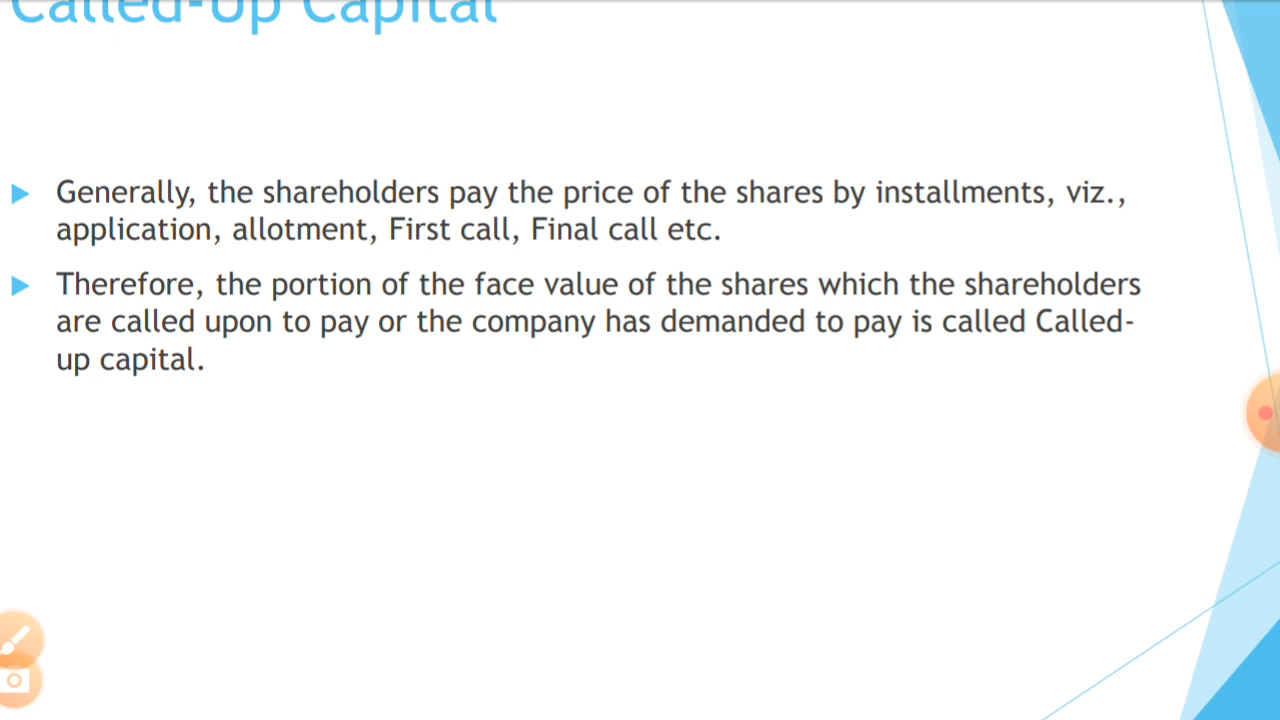 Called-Up Capital
Generally, the shareholders pay the price of the shares by installments, viz.,
application, allotment, First call, Final call etc.
Therefore, the portion of the face value of the shares which the shareholders
are called upon to pay or the company has demanded to pay is called Called-
up capital.